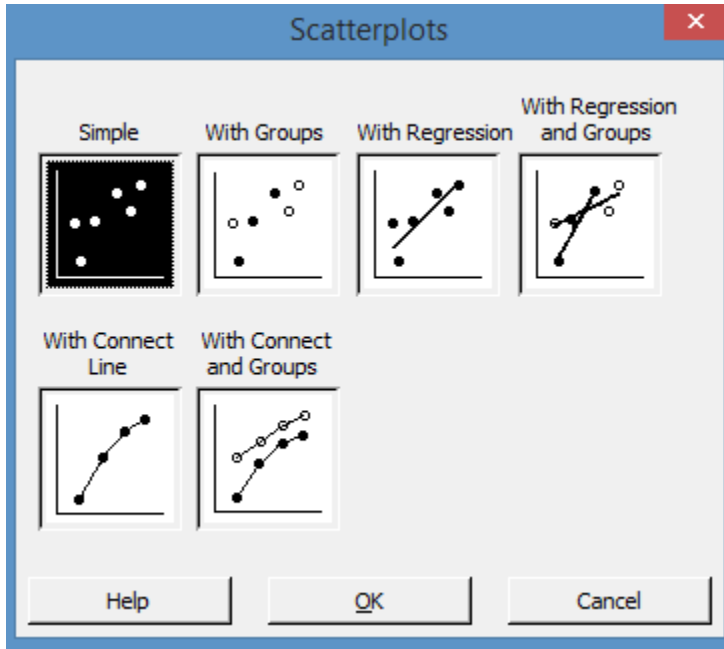 Scatterplots
Simple
With Groups
With Regression
With Regression
and Groups
With Connect
Line
With Connect
and Groups
Help
OK
Cancel